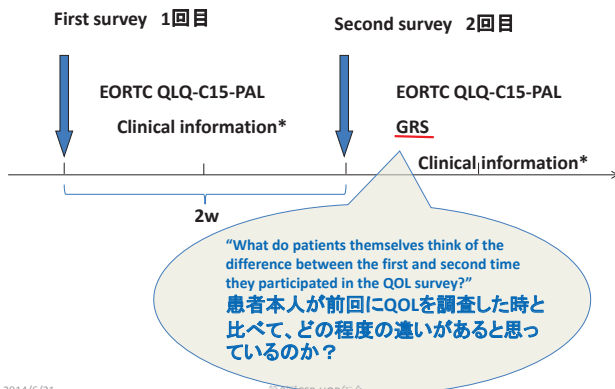 First survey 1回目
Second survey 2回目
EORTC QLQ-C15-PAL
Clinical information*
EORTC QLQ-C15-PAL
GRS
Clinical information*
2w
“What do patients themselves think of the
difference between the first and second time
they participated in the QOL survey?”
患者本人が前回にQOLを調査した時と
比べて、どの程度の違いがあると思っ
ているのか？